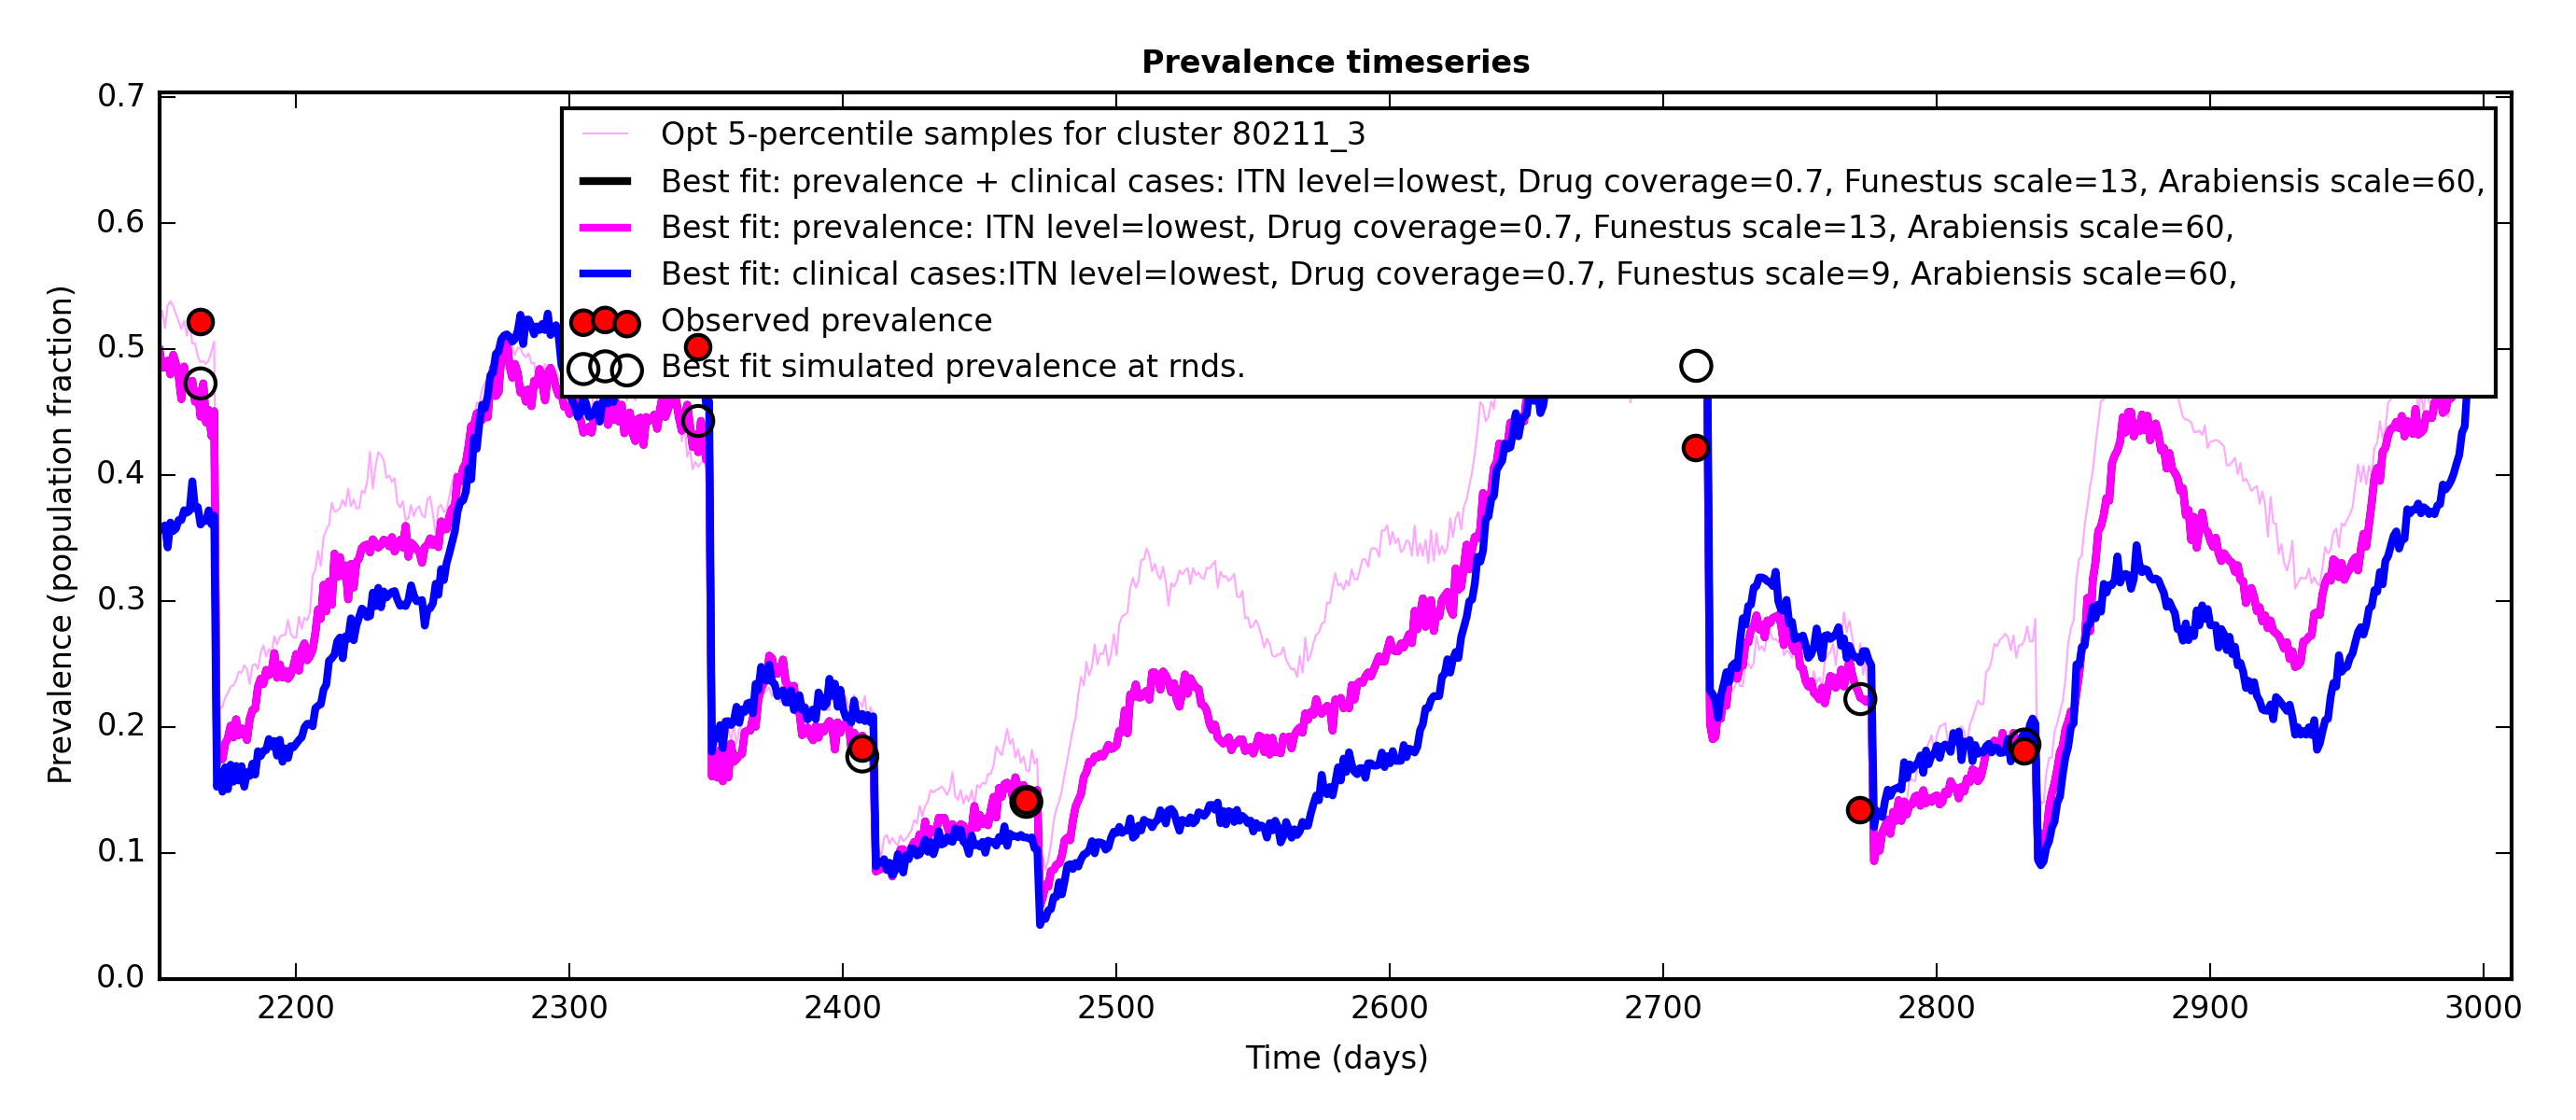 Prevalence timeseries
0.7
0.6
0.5
0.4
0.3
0.2
0.1
0.0
Prevalence (population fraction)
Opt 5-percentile samples for cluster 80211_3
Best fit: prevalence + clinical cases: ITN level=lowest, Drug coverage=0.7, Funestus scale=13, Arabiensis scale=60,
Best fit: prevalence: ITN level=lowest, Drug coverage=0.7, Funestus scale=13, Arabiensis scale=60,
Best fit: clinical cases:ITN level=lowest, Drug coverage=0.7, Funestus scale=9, Arabiensis scale=60,
Observed prevalence
Best fit simulated prevalence at rnds.
2200 2300 2400 2500 2600 2700 2800 2900 3000
Time (days)